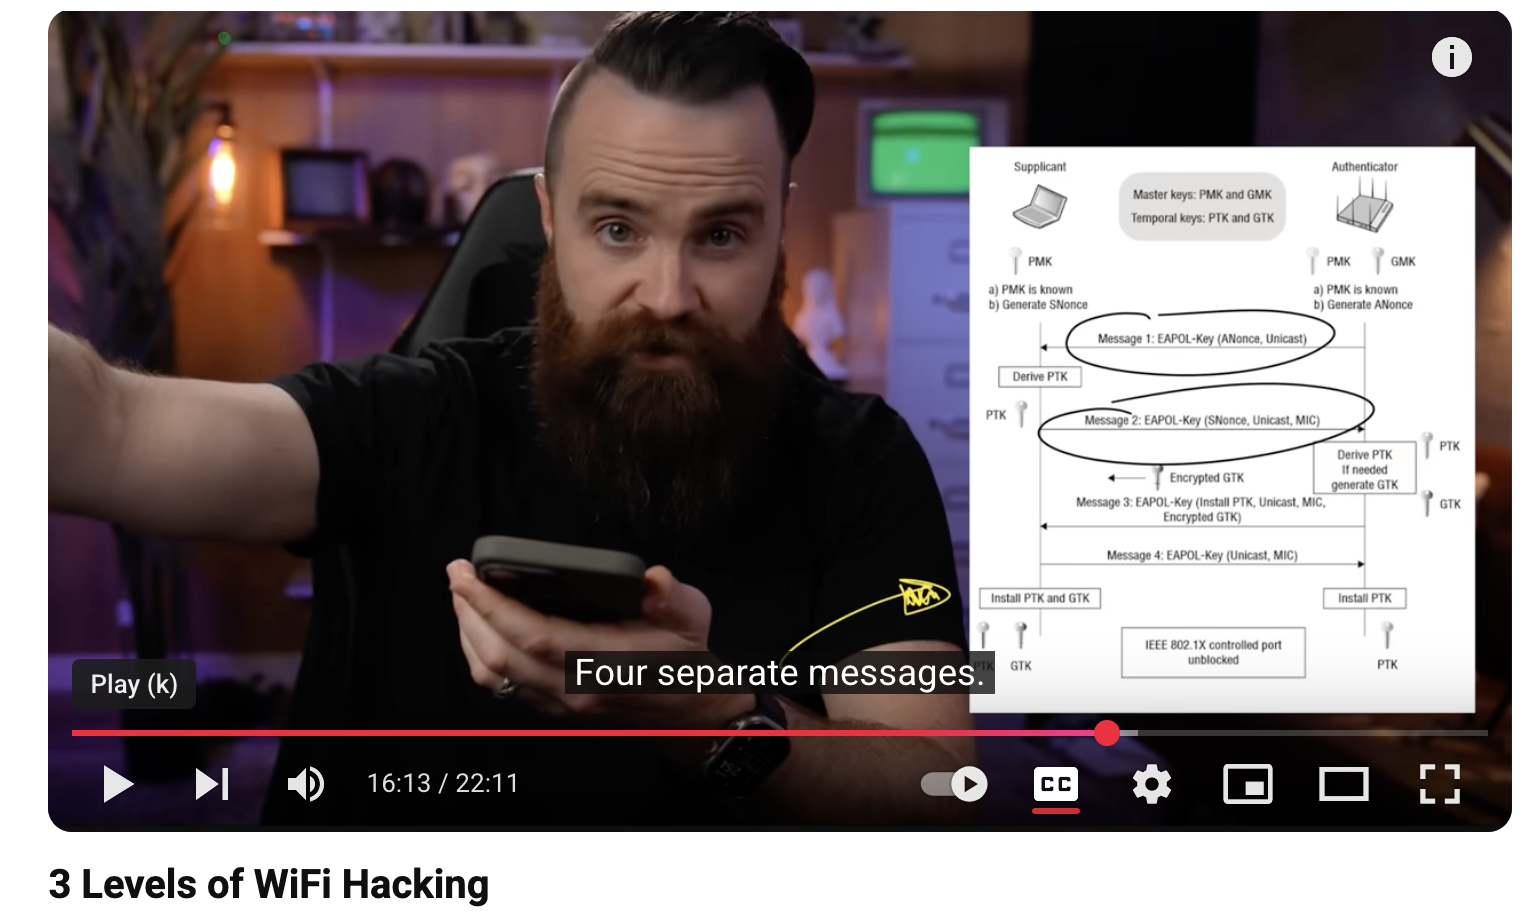 i
Supplicant
Authenticator
Master keys: PMK and GMK
Temporal keys: PTK and GTK
PMK
PMK
GMK
a) PMK is known
b) Generate SNonce
a) PMK is known
b) Generate ANonce
Message 1: EAPOL-Key (ANonce, Unicast)
Derive PTK
PTK
Message 2: EAPOL-Key (SNonce, Unicast, MIC)
PTK
Derive PTK
If needed
generate GTK
Encrypted GTK
GTK
Message 3: EAPOL-Key (Install PTK, Unicast, MIC,
Encrypted GTK)
Message 4: EAPOL-Key (Unicast, MIC)
Install PTK and GTK
Install PTK
IEEE 802.1X controlled port
unblocked
PTK
GTK
PTK
Four separate messages.
Play (k)
16:13 / 22:11
CC
3 Levels of WiFi Hacking